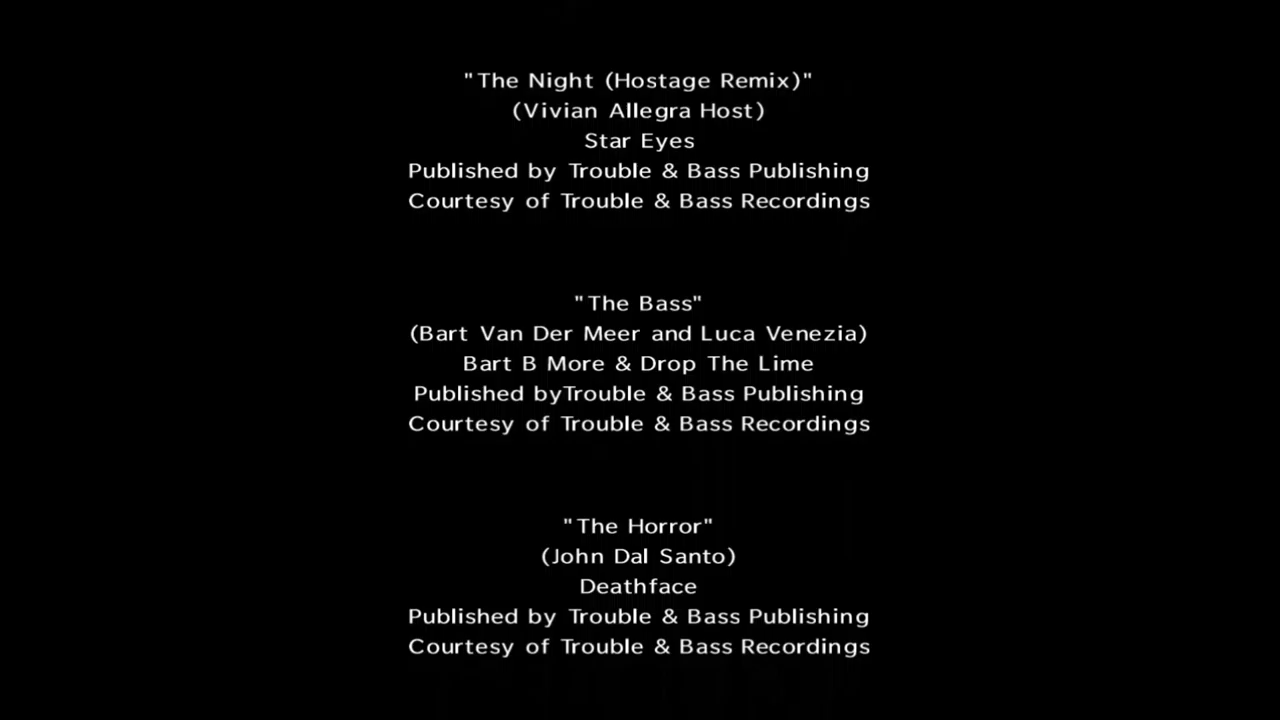 "The Night (Hostage Remix)"
(Vivian Allegra Host)
Star Eyes
Published by Trouble & Bass Publishing
Courtesy of Trouble & Bass Recordings
"The Bass"
(Bart Van Der Meer and Luca Venezia)
Bart B More & Drop The Lime
Published byTrouble & Bass Publishing
Courtesy of Trouble & Bass Recordings
"The Horror"
(John Dal Santo)
Deathface
Published by Trouble & Bass Publishing
Courtesy of Trouble & Bass Recordings